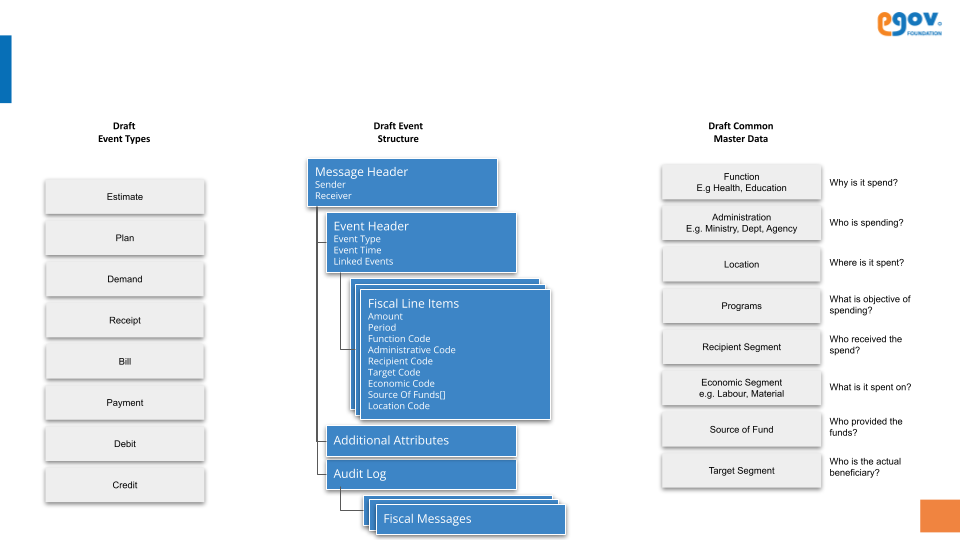 egov.
FOUNDATION
Draft
Event Types
Estimate
Plan
Demand
Receipt
Bill
Payment
Debit
Credit
Draft Event
Structure
Message Header
Sender
Receiver
Event Header
Event Type
Event Time
Linked Events
Fiscal Line Items
Amount
Period
Function Code
Administrative Code
Recipient Code
Target Code
Economic Code
Source Of Funds[]
Location Code
Additional Attributes
Audit Log
Fiscal Messages
Draft Common
Master Data
Function
E.g Health, Education
Why is it spend?
Administration
E.g. Ministry, Dept, Agency
Who is spending?
Location
Where is it spent?
Programs
What is objective of
spending?
Recipient Segment
Who received the
spend?
Economic Segment
e.g. Labour, Material
What is it spent on?
Source of Fund
Who provided the
funds?
Target Segment
Who is the actual
beneficiary?